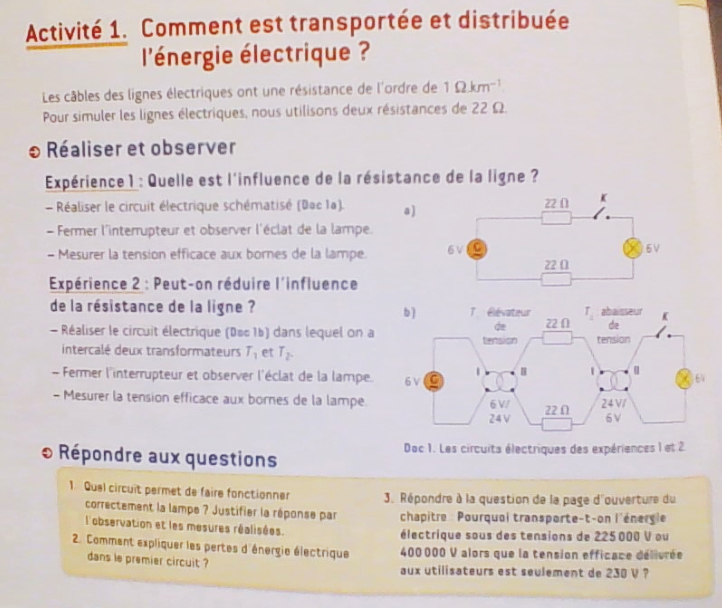 Activité 1. Comment est transportée et distribuée
l'énergie électrique ?
Les câbles des lignes électriques ont une résistance de l'ordre de 1 Ω.km⁻¹.
Pour simuler les lignes électriques, nous utilisons deux résistances de 22 Ω.
Réaliser et observer
Expérience 1 : Quelle est l'influence de la résistance de la ligne ?
– Réaliser le circuit électrique schématisé (Doc 1a).
– Fermer l'interrupteur et observer l'éclat de la lampe.
– Mesurer la tension efficace aux bornes de la lampe.
a)
22 Ω
K
6 V
G
6 V
22 Ω
Expérience 2 : Peut-on réduire l'influence
de la résistance de la ligne ?
– Réaliser le circuit électrique (Doc 1b) dans lequel on a
intercalé deux transformateurs T₁ et T₂.
– Fermer l'interrupteur et observer l'éclat de la lampe.
– Mesurer la tension efficace aux bornes de la lampe.
b)
T₁ élévateur
de
tension
22 Ω
T₂ abaisseur
de
tension
K
6 V
G
I
II
I
II
6 V
6 V/
24 V
22 Ω
24 V/
6 V
Doc 1. Les circuits électriques des expériences 1 et 2.
Répondre aux questions
1. Quel circuit permet de faire fonctionner
correctement la lampe ? Justifier la réponse par
l'observation et les mesures réalisées.
2. Comment expliquer les pertes d'énergie électrique
dans le premier circuit ?
3. Répondre à la question de la page d'ouverture du
chapitre : Pourquoi transporte-t-on l'énergie
électrique sous des tensions de 225 000 V ou
400 000 V alors que la tension efficace délivrée
aux utilisateurs est seulement de 230 V ?